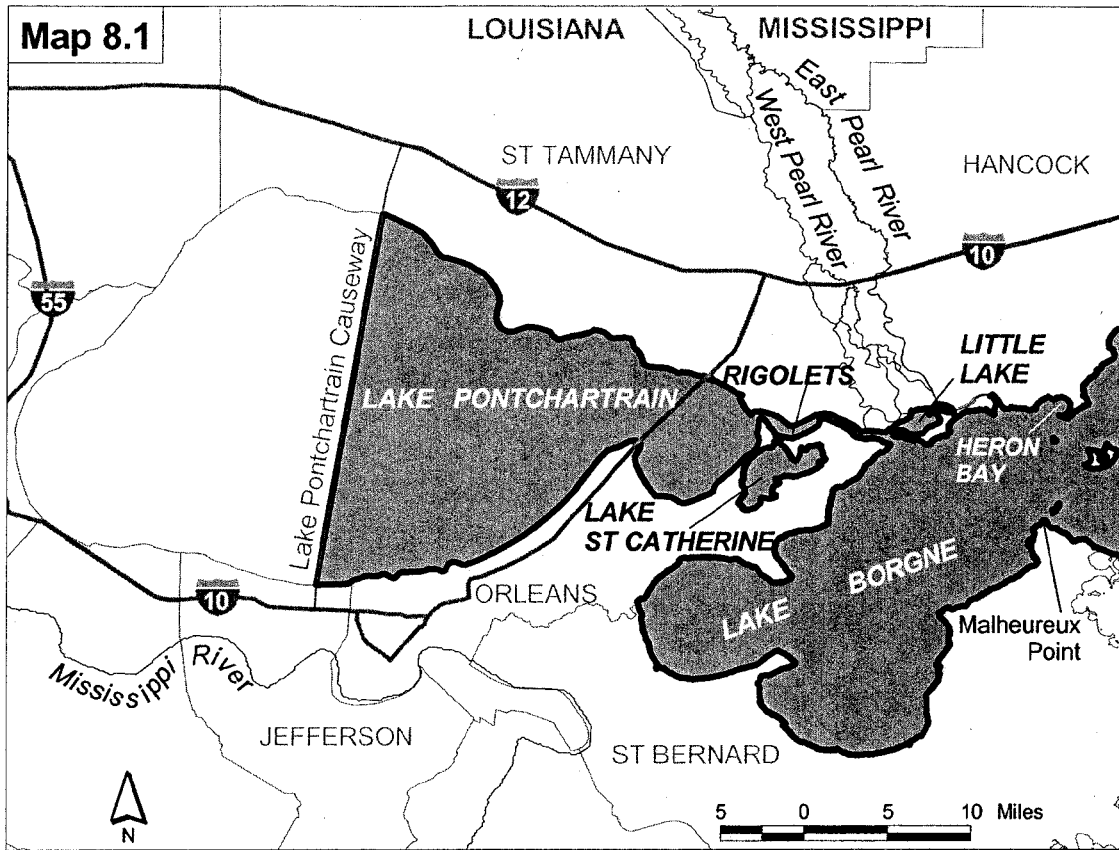 Map 8.1
LOUISIANA
MISSISSIPPI
East Pearl River
West Pearl River
ST TAMMANY
HANCOCK
12
10
55
Lake Pontchartrain Causeway
LAKE PONTCHARTRAIN
RIGOLETS
LITTLE
LAKE
HERON
BAY
LAKE
ST CATHERINE
LAKE BORGNE
10
ORLEANS
Malheureux
Point
Mississippi River
JEFFERSON
ST BERNARD
N
5 0 5 10 Miles